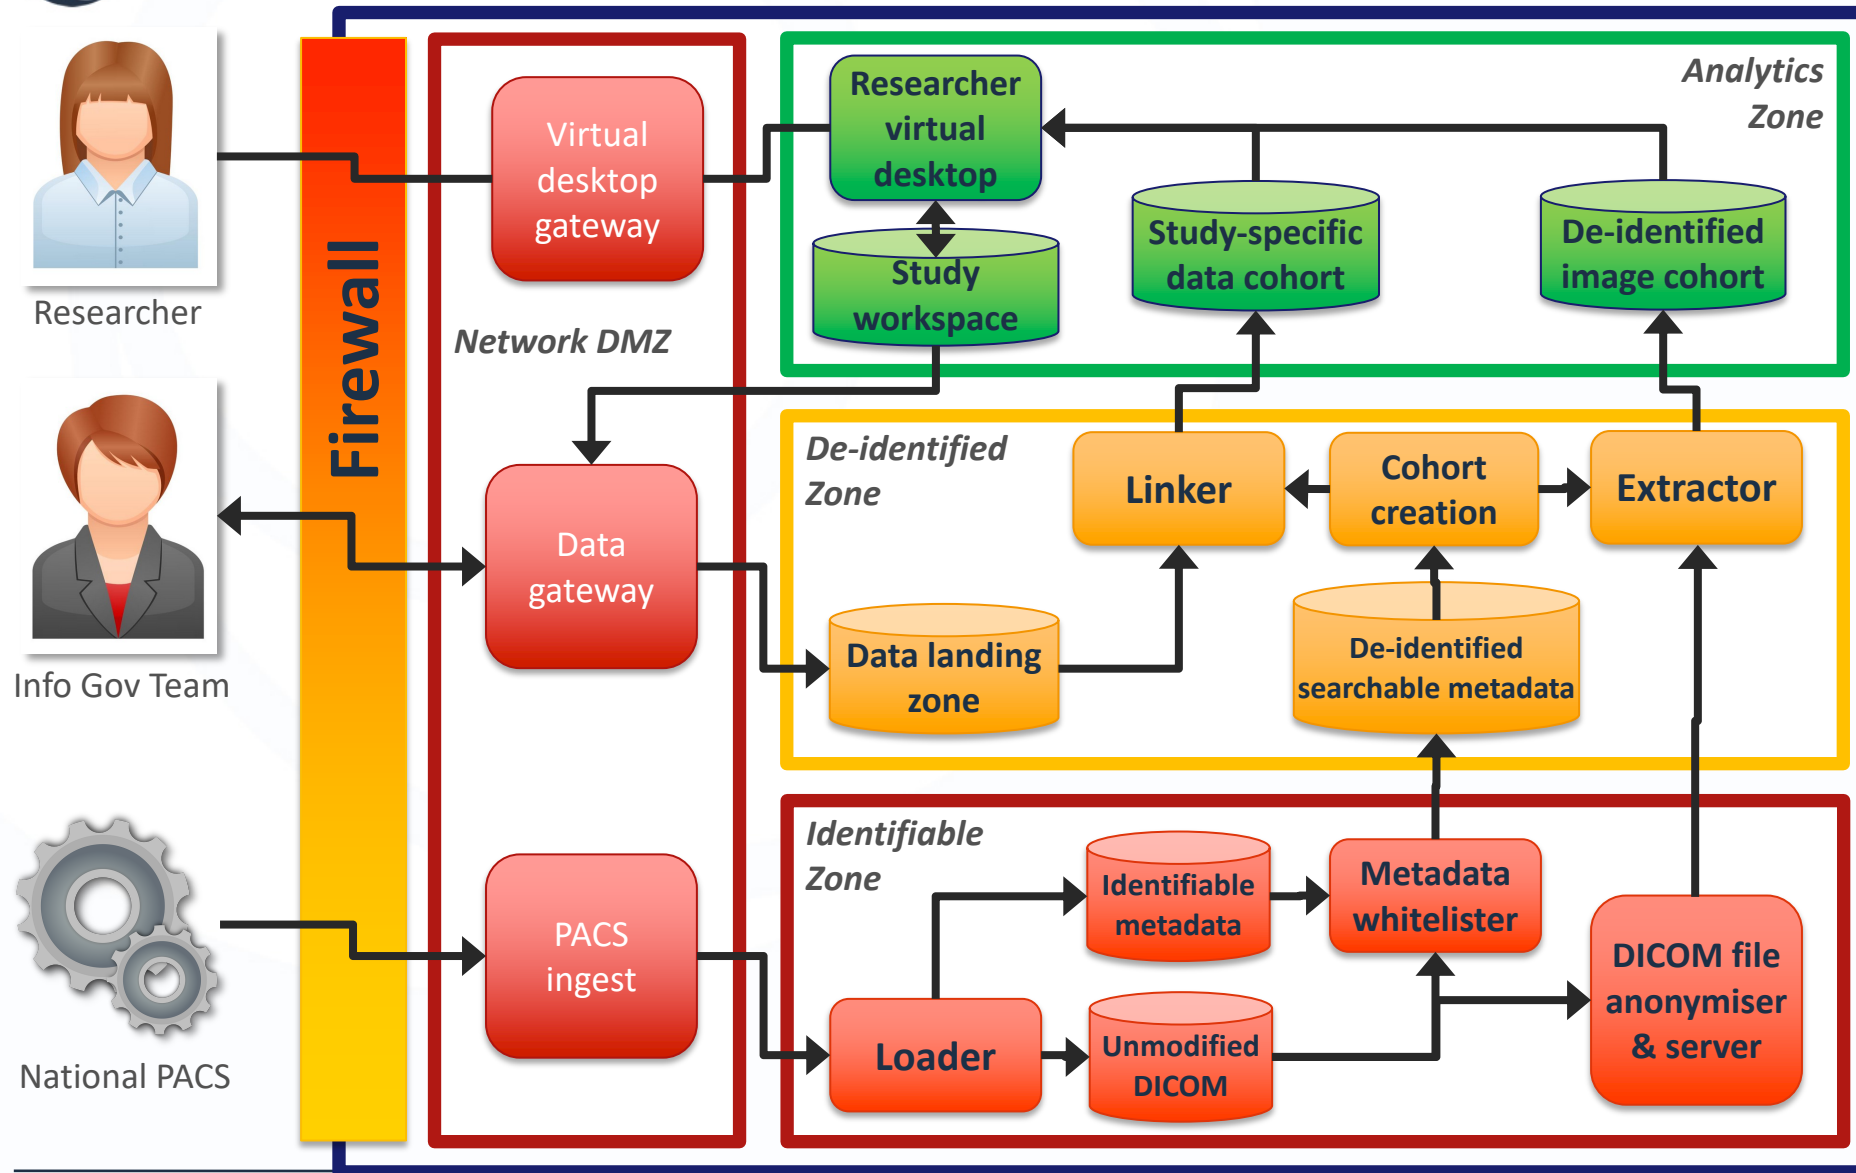 Researcher
Info Gov Team
National PACS
Firewall
Network DMZ
Virtual
desktop
gateway
Data
gateway
PACS
ingest
Analytics
Zone
Researcher
virtual
desktop
Study
workspace
Study-specific
data cohort
De-identified
image cohort
De-identified
Zone
Linker
Cohort
creation
Extractor
Data landing
zone
De-identified
searchable metadata
Identifiable
Zone
Identifiable
metadata
Metadata
whitelister
Loader
Unmodified
DICOM
DICOM file
anonymiser
& server